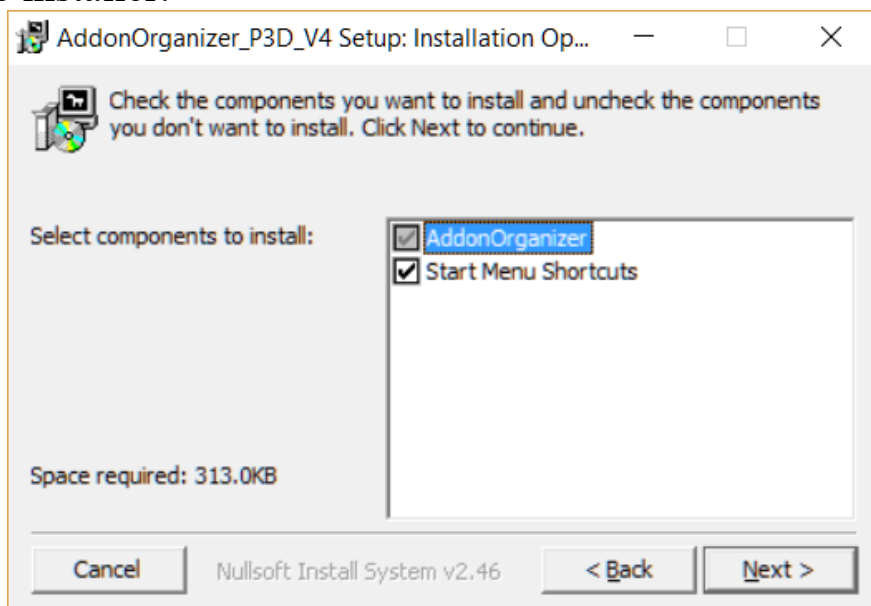 AddonOrganizer_P3D_V4 Setup: Installation Op...
Check the components you want to install and uncheck the components
you don't want to install. Click Next to continue.
Select components to install:
AddonOrganizer
Start Menu Shortcuts
Space required: 313.0KB
Cancel
Nullsoft Install System v2.46
< Back
Next >